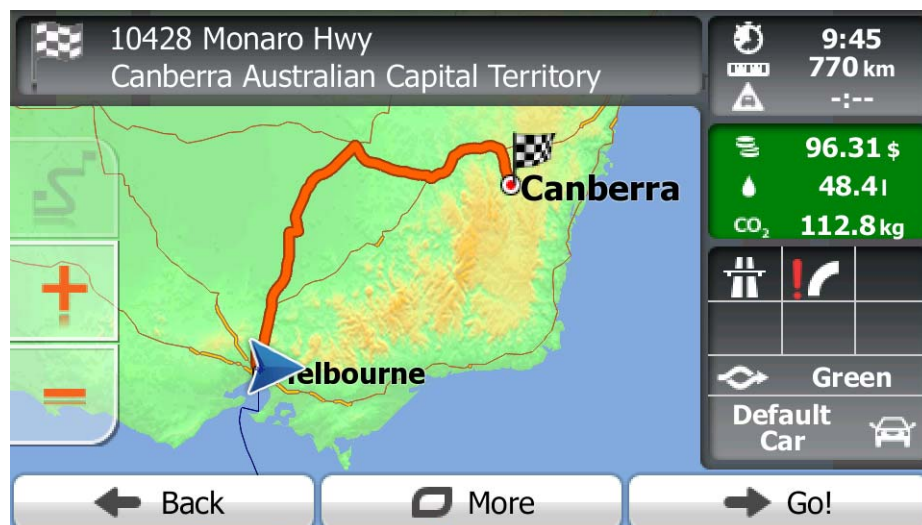 10428 Monaro Hwy
Canberra Australian Capital Territory
9:45
770 km
-:--
96.31 $
48.4 l
CO₂ 112.8 kg
Canberra
elbourne
Green
Default
Car
Back
More
Go!